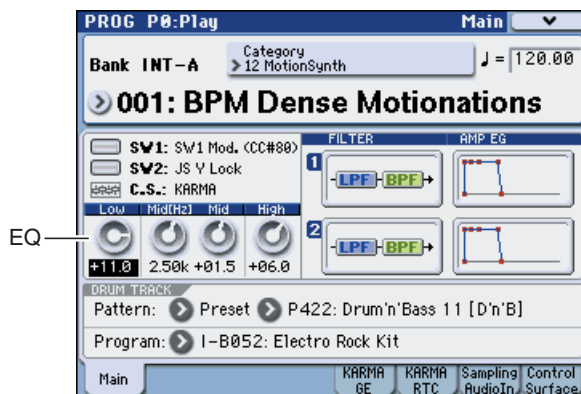 PROG P0:Play Main
Bank INT-A
Category
12 MotionSynth
♩= 120.00
001: BPM Dense Motionations
SW1: SW1 Mod. (CC#80)
SW2: JS Y Lock
C.S.: KARMA
FILTER
AMP EG
1
LPF BPF
2
LPF BPF
EQ
Low Mid[Hz] Mid High
+11.0 2.50k +01.5 +06.0
DRUM TRACK
Pattern: Preset P422: Drum'n'Bass 11 [D'n'B]
Program: I-B052: Electro Rock Kit
Main
KARMA GE
KARMA RTC
Sampling AudioIn
Control Surface